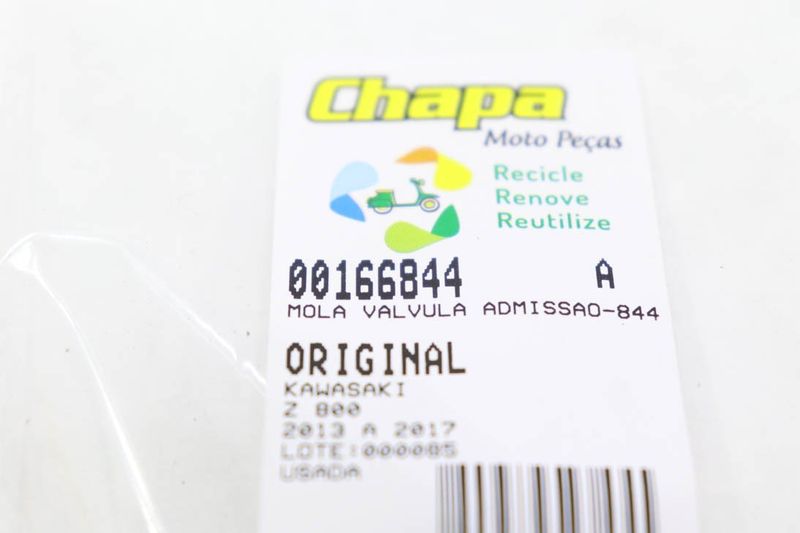 Chapa
Moto Peças
Recicle
Renove
Reutilize
00166844 A
MOLA VALVULA ADMISSAO-844
ORIGINAL
KAWASAKI
Z 800
2013 A 2017
LOTE:000085
USADA